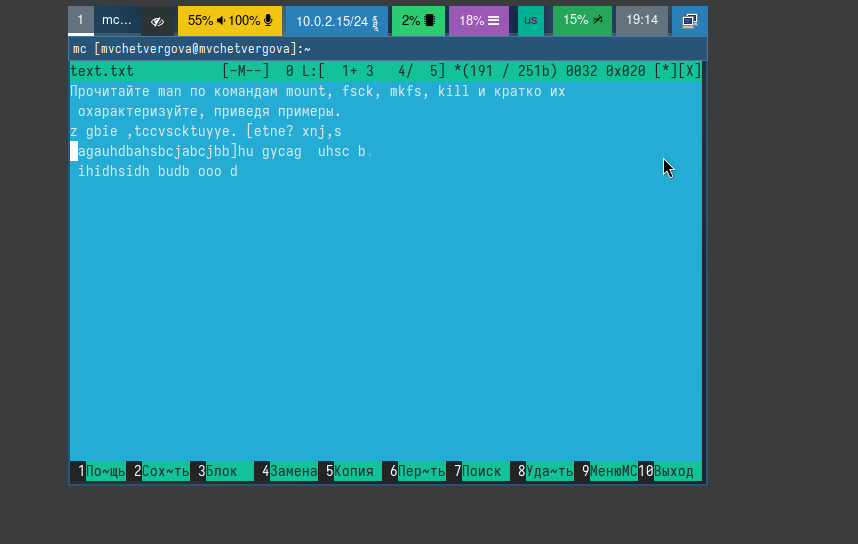 1 mc... 55% 100% 10.0.2.15/24 2% 18% us 15% 19:14
mc [mvchetvergova@mvchetvergova]:~
text.txt [-M--] 0 L:[ 1+ 3 4/ 5] *(191 / 251b) 0032 0x020 [*][X]
Прочитайте man по командам mount, fsck, mkfs, kill и кратко их
охарактеризуйте, приведя примеры.
z gbie ,tccvscktuyye. [etne? xnj,s
agauhdbahsbcjabcjbb]hu gycag uhsc b.
ihidhsidh budb ooo d
1По~щь 2Сох~ть 3Блок 4Замена 5Копия 6Пер~ть 7Поиск 8Уда~ть 9МенюMC 10Выход